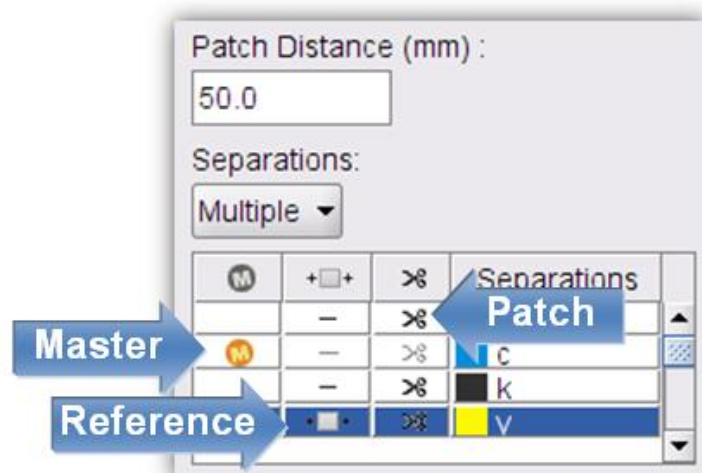 Patch Distance (mm) :
50.0
Separations:
Multiple
M Separations
Patch
Master M c
k
Reference y